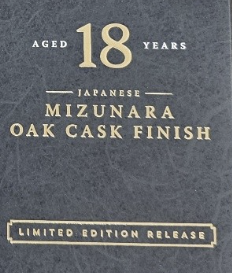 AGED 18 YEARS
JAPANESE
MIZUNARA
OAK CASK FINISH
LIMITED EDITION RELEASE